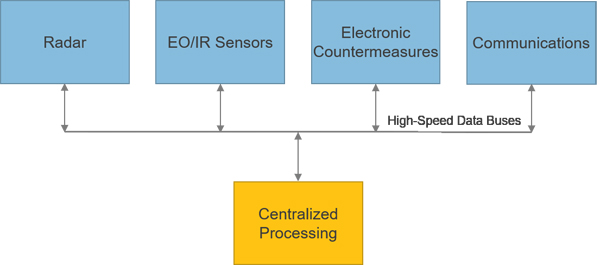 Radar
EO/IR Sensors
Electronic
Countermeasures
Communications
High-Speed Data Buses
Centralized
Processing